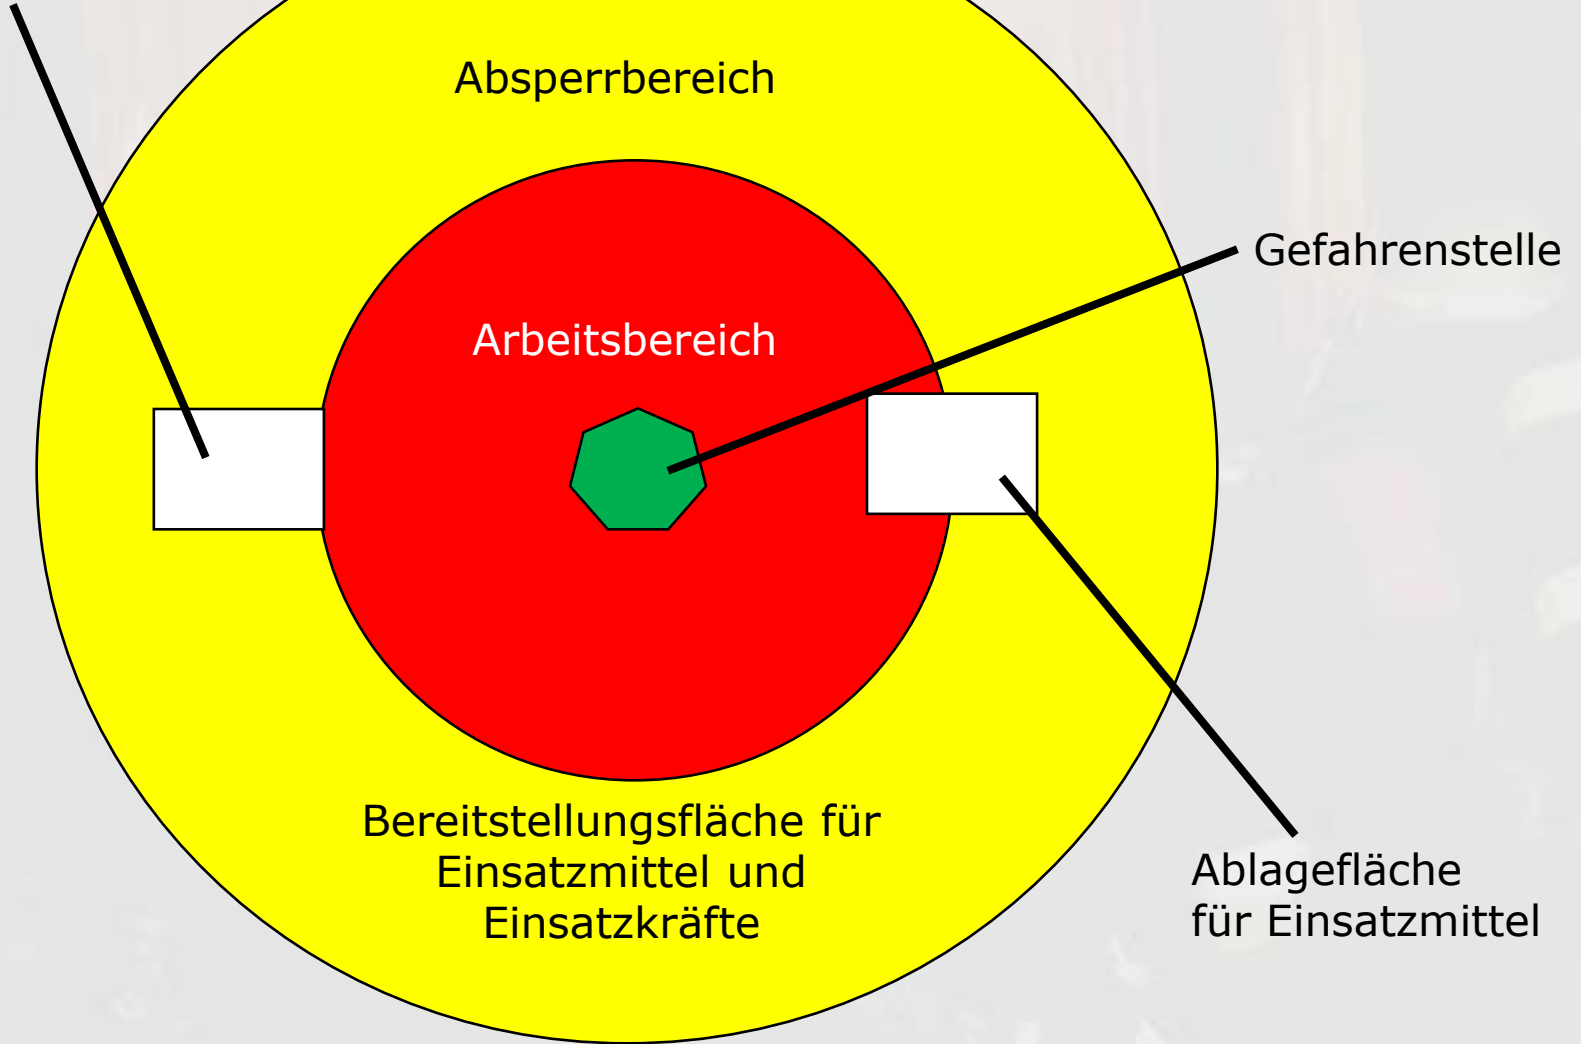 Absperrbereich
Gefahrenstelle
Arbeitsbereich
Bereitstellungsfläche für
Einsatzmittel und
Einsatzkräfte
Ablagefläche
für Einsatzmittel